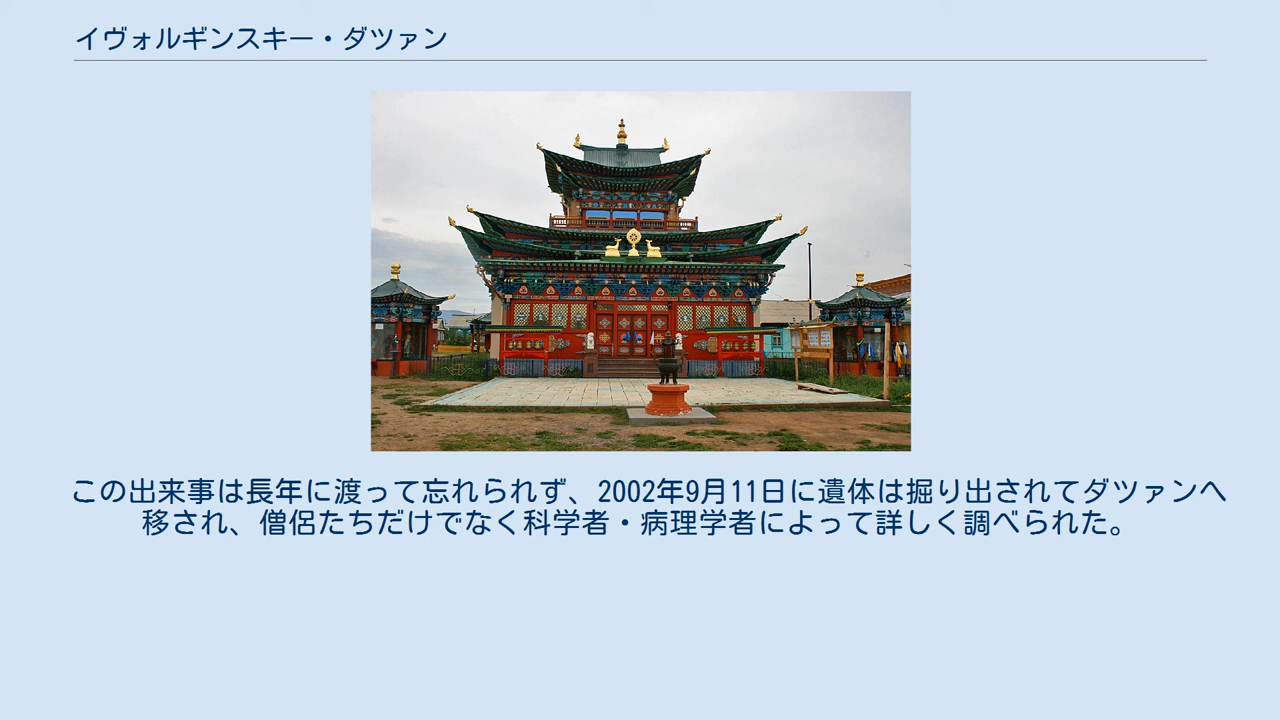 イヴォルギンスキー・ダツァン
この出来事は長年に渡って忘れられず、2002年9月11日に遺体は掘り出されてダツァンへ
移され、僧侶たちだけでなく科学者・病理学者によって詳しく調べられた。